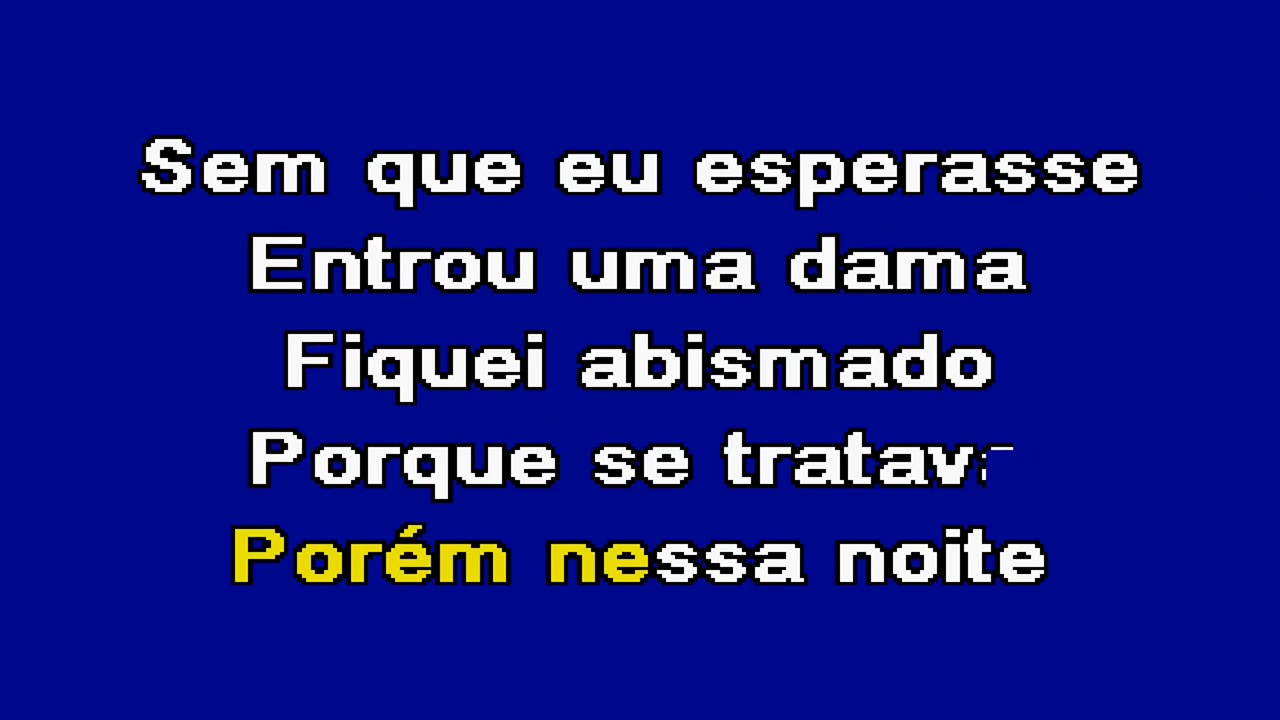 Sem que eu esperasse
Entrou uma dama
Fiquei abismado
Porque se
Porém nessa noite